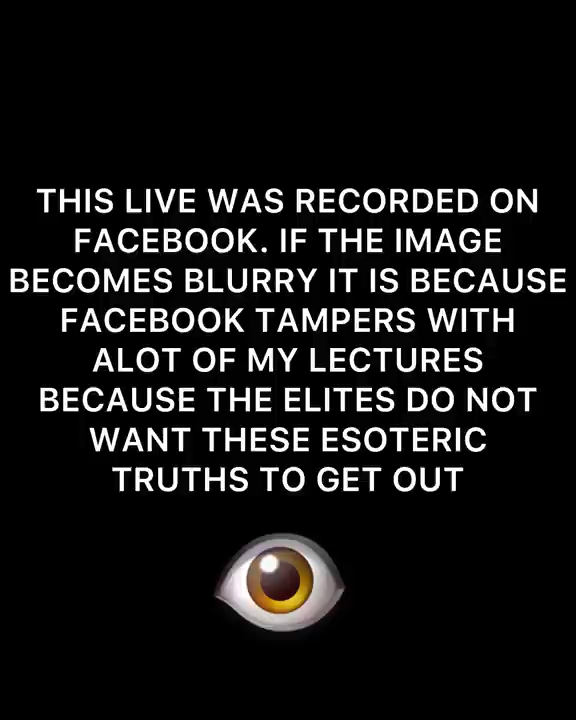 THIS LIVE WAS RECORDED ON
FACEBOOK. IF THE IMAGE
BECOMES BLURRY IT IS BECAUSE
FACEBOOK TAMPERS WITH
ALOT OF MY LECTURES
BECAUSE THE ELITES DO NOT
WANT THESE ESOTERIC
TRUTHS TO GET OUT